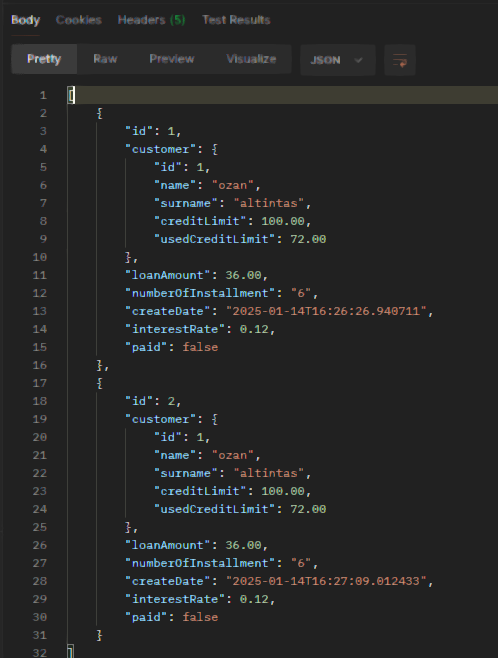 Body Cookies Headers (5) Test Results
Pretty Raw Preview Visualize JSON
1 [
2 {
3 "id": 1,
4 "customer": {
5 "id": 1,
6 "name": "ozan",
7 "surname": "altintas",
8 "creditLimit": 100.00,
9 "usedCreditLimit": 72.00
10 },
11 "loanAmount": 36.00,
12 "numberOfInstallment": "6",
13 "createDate": "2025-01-14T16:26:26.940711",
14 "interestRate": 0.12,
15 "paid": false
16 },
17 {
18 "id": 2,
19 "customer": {
20 "id": 1,
21 "name": "ozan",
22 "surname": "altintas",
23 "creditLimit": 100.00,
24 "usedCreditLimit": 72.00
25 },
26 "loanAmount": 36.00,
27 "numberOfInstallment": "6",
28 "createDate": "2025-01-14T16:27:09.012433",
29 "interestRate": 0.12,
30 "paid": false
31 }
32 ]